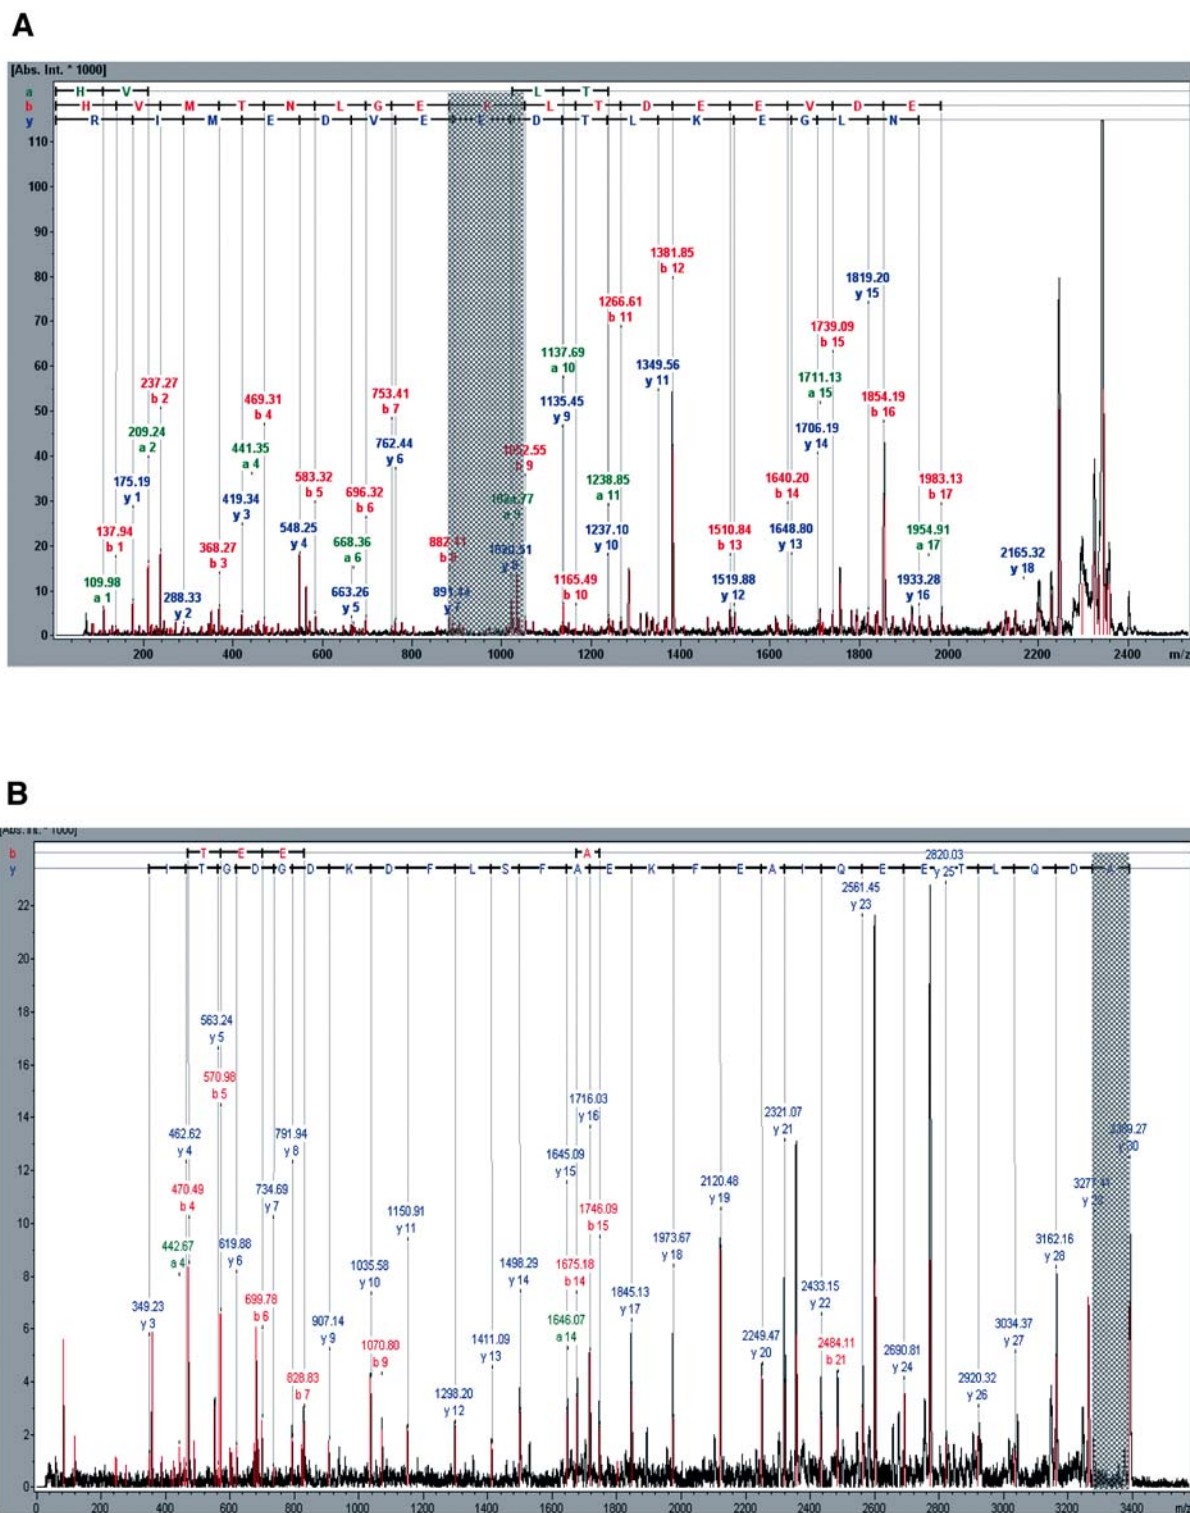 A
[Abs. Int. * 1000]
a H V L T
b H V M T N L G E K L T D E E V D E
y R I M E D V E E D T L K E G L N
110
100
90
80
70
60
50
40
30
20
10
0
1381.85
b 12
1819.20
y 15
1266.61
b 11
1739.09
b 15
1137.69
a 10
1349.56
y 11
1711.13
a 15
237.27
b 2
469.31
b 4
753.41
b 7
1135.45
y 9
1854.19
b 16
209.24
a 2
441.35
a 4
762.44
y 6
1706.19
y 14
175.19
y 1
583.32
b 5
696.32
b 6
1052.55
b 9
1238.85
a 11
1640.20
b 14
1983.13
b 17
419.34
y 3
548.25
y 4
1237.10
y 10
1510.84
b 13
1648.80
y 13
1954.91
a 17
137.94
b 1
368.27
b 3
668.36
a 6
109.98
a 1
288.33
y 2
663.26
y 5
1165.49
b 10
1519.88
y 12
1933.28
y 16
2165.32
y 18
200 400 600 800 1000 1200 1400 1600 1800 2000 2200 2400 m/z
B
[Abs. Int. * 1000]
b T E E A
y I T G D G D K D F L S F A E K F E A I Q E E T L Q D A
22
20
18
16
14
12
10
8
6
4
2
0
2820.03
y 25
2561.45
y 23
563.24
y 5
570.98
b 5
1716.03
y 16
2321.07
y 21
462.62
y 4
791.94
y 8
1645.09
y 15
470.49
b 4
734.69
y 7
2120.48
y 19
1150.91
y 11
1746.09
b 15
442.67
a 4
619.88
y 6
1035.58
y 10
1498.29
y 14
1675.18
b 14
1973.67
y 18
3162.16
y 28
349.23
y 3
699.78
b 6
907.14
y 9
1411.09
y 13
1646.07
a 14
1845.13
y 17
2433.15
y 22
3034.37
y 27
828.83
b 7
1070.80
b 9
1298.20
y 12
2249.47
y 20
2484.11
b 21
2690.81
y 24
2920.32
y 26
0 200 400 600 800 1000 1200 1400 1600 1800 2000 2200 2400 2600 2800 3000 3200 3400 m/z